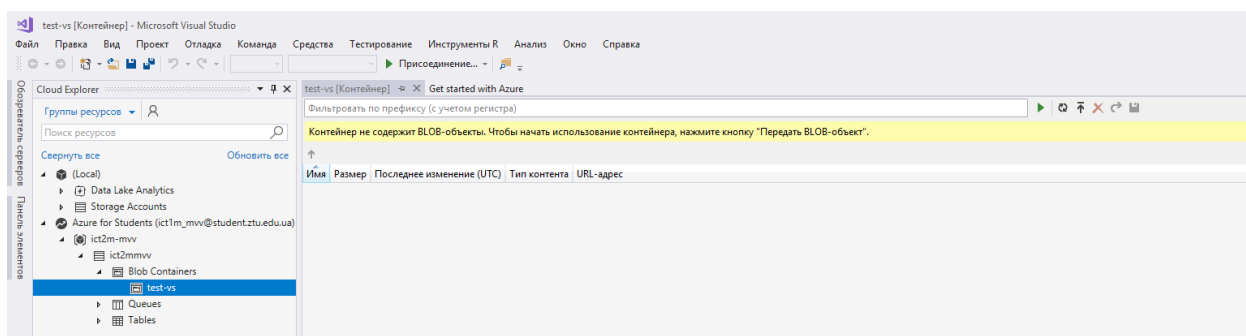 test-vs [Контейнер] - Microsoft Visual Studio
Файл Правка Вид Проект Отладка Команда Средства Тестирование Инструменты R Анализ Окно Справка
Присоединение...
Обозреватель серверов
Панель элементов
Cloud Explorer
Группы ресурсов
Поиск ресурсов
Свернуть все Обновить все
(Local)
Data Lake Analytics
Storage Accounts
Azure for Students (ict1m_mvv@student.ztu.edu.ua)
ict2m-mvv
ict2mmvv
Blob Containers
test-vs
Queues
Tables
test-vs [Контейнер] Get started with Azure
Фильтровать по префиксу (с учетом регистра)
Контейнер не содержит BLOB-объекты. Чтобы начать использование контейнера, нажмите кнопку "Передать BLOB-объект".
Имя Размер Последнее изменение (UTC) Тип контента URL-адрес